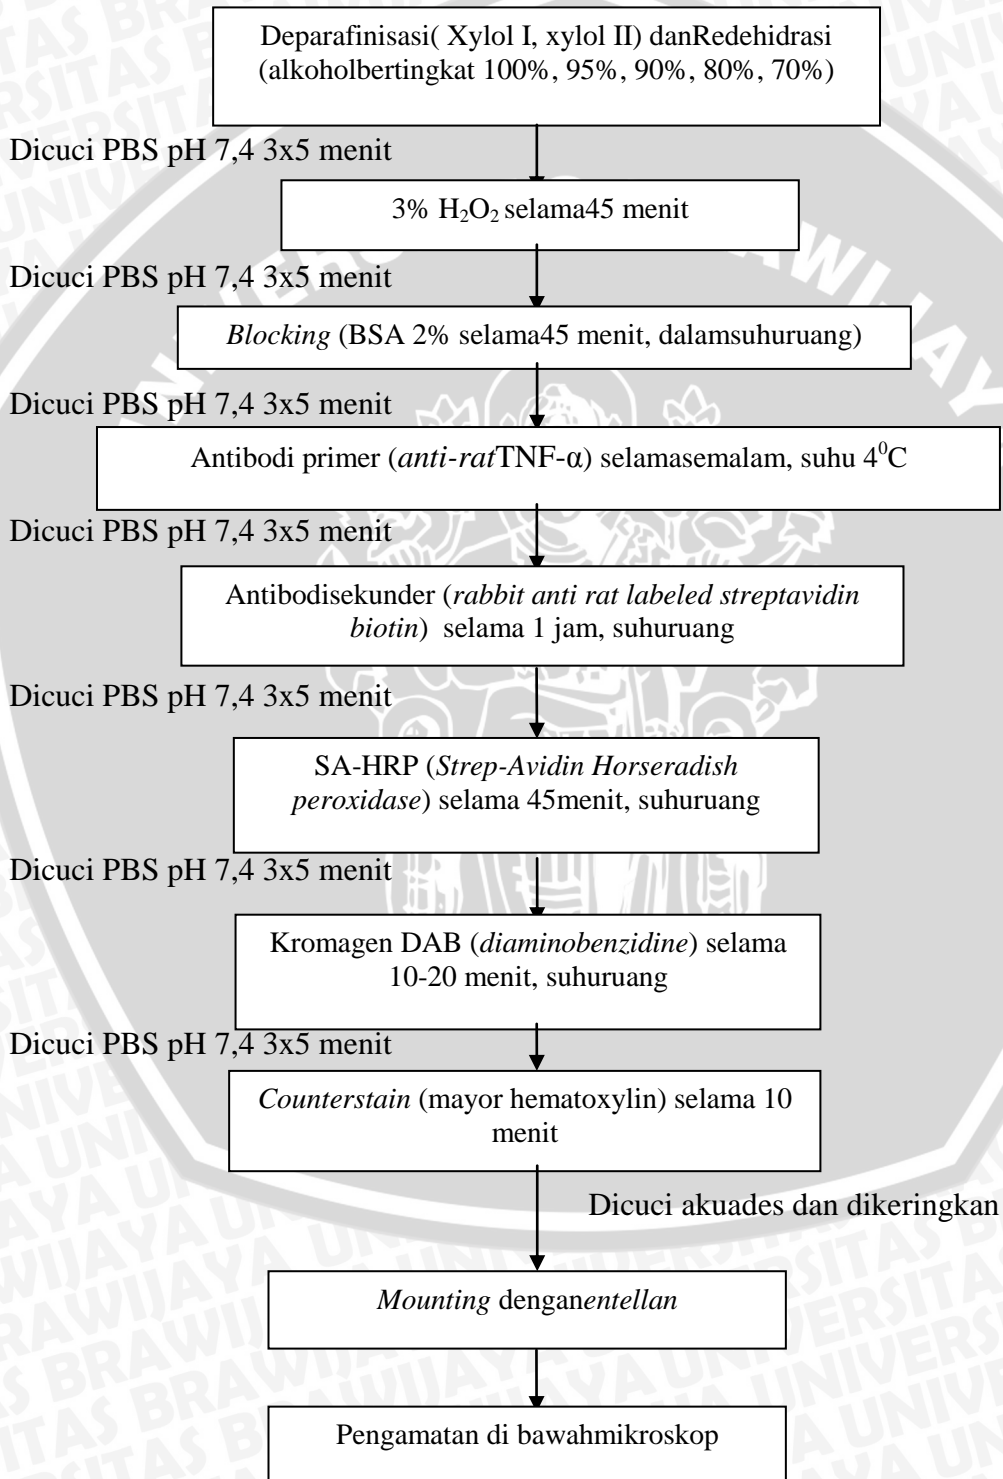 Deparafinisasi( Xylol I, xylol II) danRedehidrasi
(alkoholbertingkat 100%, 95%, 90%, 80%, 70%)
Dicuci PBS pH 7,4 3x5 menit
3% H₂O₂ selama45 menit
Dicuci PBS pH 7,4 3x5 menit
Blocking (BSA 2% selama45 menit, dalamsuhuruang)
Dicuci PBS pH 7,4 3x5 menit
Antibodi primer (anti-ratTNF-α) selamasemalam, suhu 4⁰C
Dicuci PBS pH 7,4 3x5 menit
Antibodisekunder (rabbit anti rat labeled streptavidin
biotin) selama 1 jam, suhuruang
Dicuci PBS pH 7,4 3x5 menit
SA-HRP (Strep-Avidin Horseradish
peroxidase) selama 45menit, suhuruang
Dicuci PBS pH 7,4 3x5 menit
Kromagen DAB (diaminobenzidine) selama
10-20 menit, suhuruang
Dicuci PBS pH 7,4 3x5 menit
Counterstain (mayor hematoxylin) selama 10
menit
Dicuci akuades dan dikeringkan
Mounting denganentellan
Pengamatan di bawahmikroskop